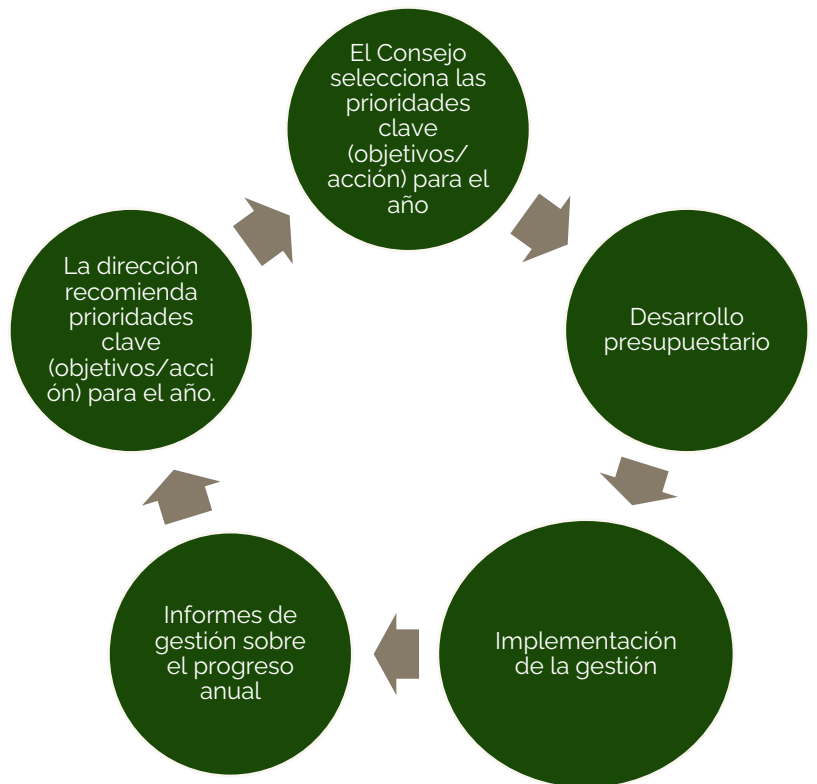 El Consejo
selecciona las
prioridades
clave
(objetivos/
acción) para el
año
Desarrollo
presupuestario
Implementación
de la gestión
Informes de
gestión sobre
el progreso
anual
La dirección
recomienda
prioridades
clave
(objetivos/acci
ón) para el año.